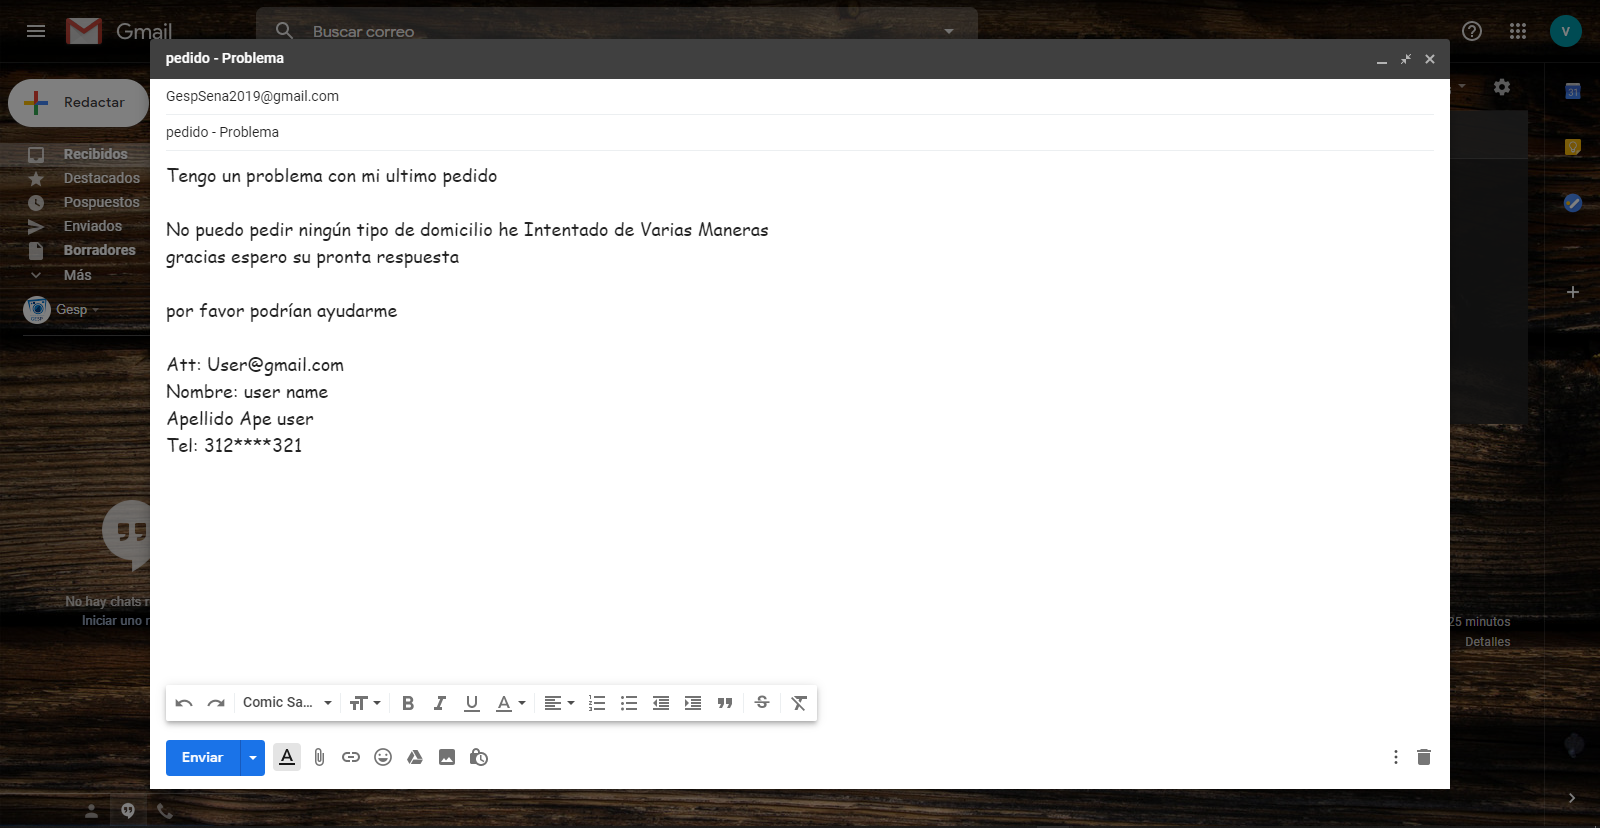 Gmail
Buscar correo
pedido - Problema
Redactar
GespSena2019@gmail.com
31
pedido - Problema
Recibidos
Destacados
Pospuestos
Enviados
Borradores
Más
Gesp
Tengo un problema con mi ultimo pedido
No puedo pedir ningún tipo de domicilio he Intentado de Varias Maneras
gracias espero su pronta respuesta
por favor podrían ayudarme
Att: User@gmail.com
Nombre: user name
Apellido Ape user
Tel: 312****321
No hay chats
Iniciar uno
25 minutos
Detalles
Comic Sa...
Enviar
V